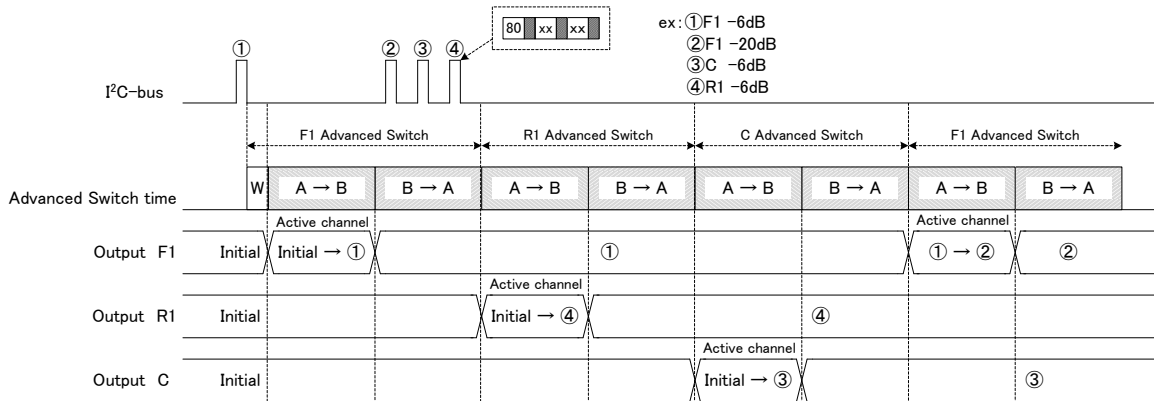 80 xx xx
ex:①F1 -6dB
②F1 -20dB
③C -6dB
④R1 -6dB
① ② ③ ④
I²C-bus
F1 Advanced Switch R1 Advanced Switch C Advanced Switch F1 Advanced Switch
Advanced Switch time W A → B B → A A → B B → A A → B B → A A → B B → A
Active channel Active channel
Output F1 Initial Initial → ① ① ① → ② ②
Active channel
Output R1 Initial Initial → ④ ④
Active channel
Output C Initial Initial → ③ ③